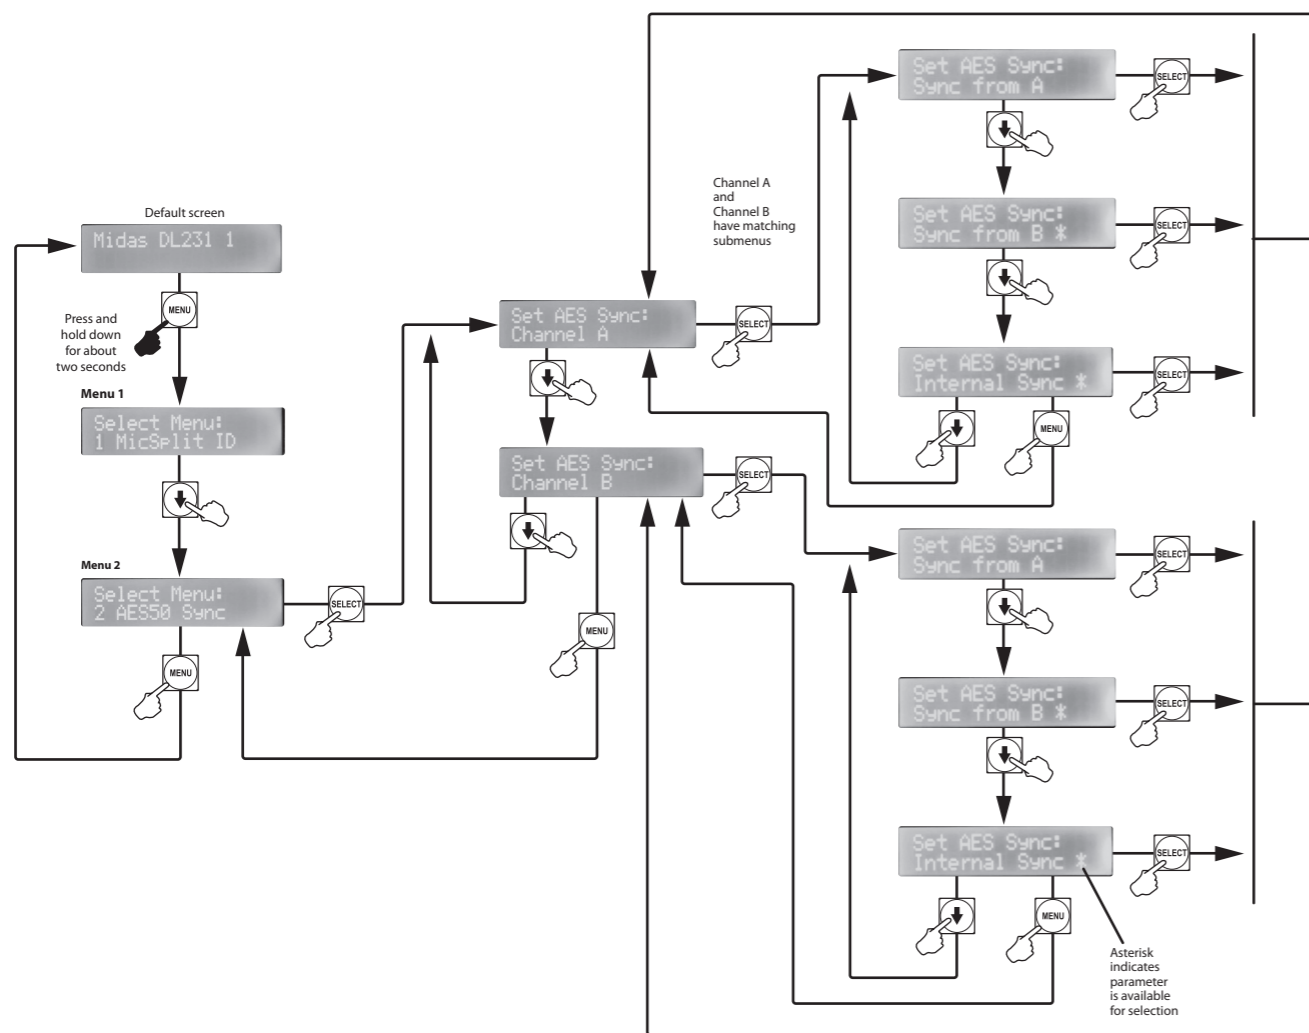 Default screen
Midas DL231 1
MENU
Press and
hold down
for about
two seconds
Menu 1
Select Menu:
1 MicSplit ID
Menu 2
Select Menu:
2 AES50 Sync
SELECT
MENU
Set AES Sync:
Channel A
SELECT
Set AES Sync:
Channel B
SELECT
MENU
Channel A
and
Channel B
have matching
submenus
Set AES Sync:
Sync from A
SELECT
Set AES Sync:
Sync from B *
SELECT
Set AES Sync:
Internal Sync *
SELECT
MENU
Set AES Sync:
Sync from A
SELECT
Set AES Sync:
Sync from B *
SELECT
Set AES Sync:
Internal Sync *
SELECT
MENU
Asterisk
indicates
parameter
is available
for selection